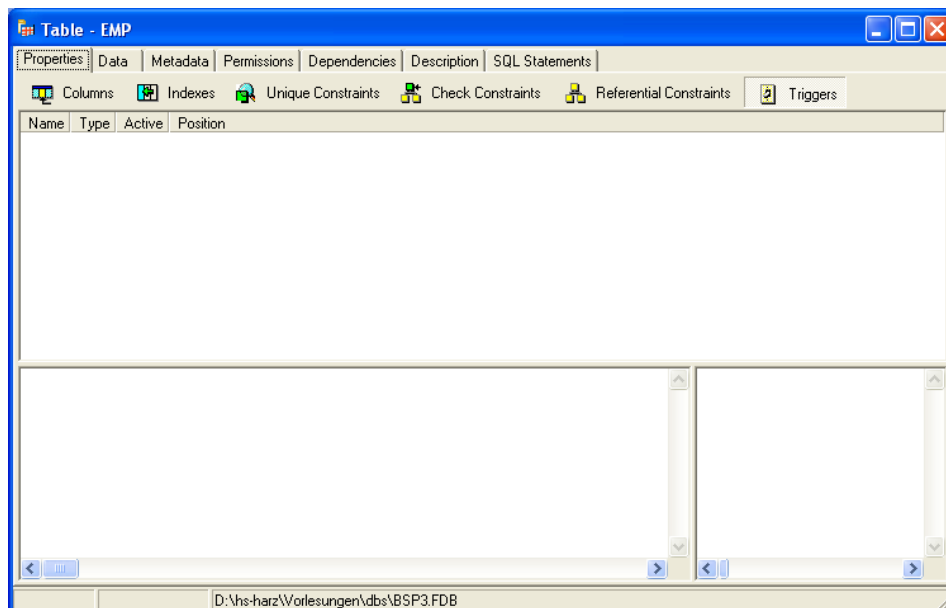 Table - EMP
Properties Data Metadata Permissions Dependencies Description SQL Statements
Columns Indexes Unique Constraints Check Constraints Referential Constraints Triggers
Name Type Active Position
D:\hs-harz\Vorlesungen\dbs\BSP3.FDB